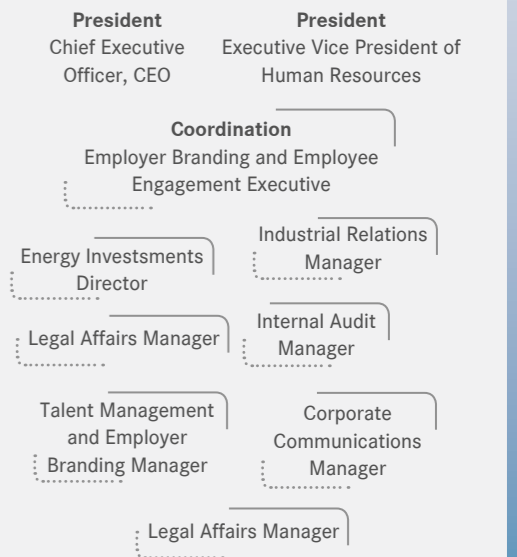 President
Chief Executive
Officer, CEO
President
Executive Vice President of
Human Resources
Coordination
Employer Branding and Employee
Engagement Executive
Energy Investsments
Director
Industrial Relations
Manager
Legal Affairs Manager
Internal Audit
Manager
Talent Management
and Employer
Branding Manager
Corporate
Communications
Manager
Legal Affairs Manager